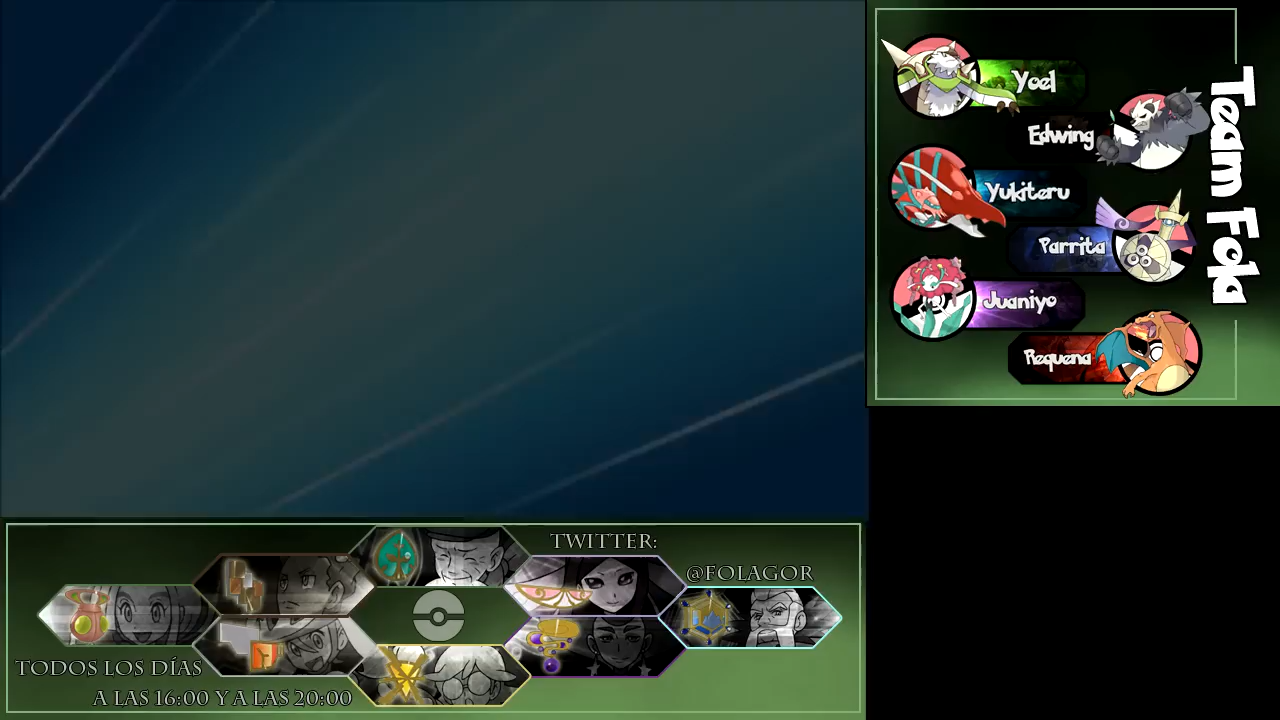 Yoel
Edwing
Yukiteru
Parrita
Juaniyo
Requena
Team Fola
TWITTER:
@FOLAGOR
TODOS LOS DÍAS
A LAS 16:00 Y A LAS 20:00